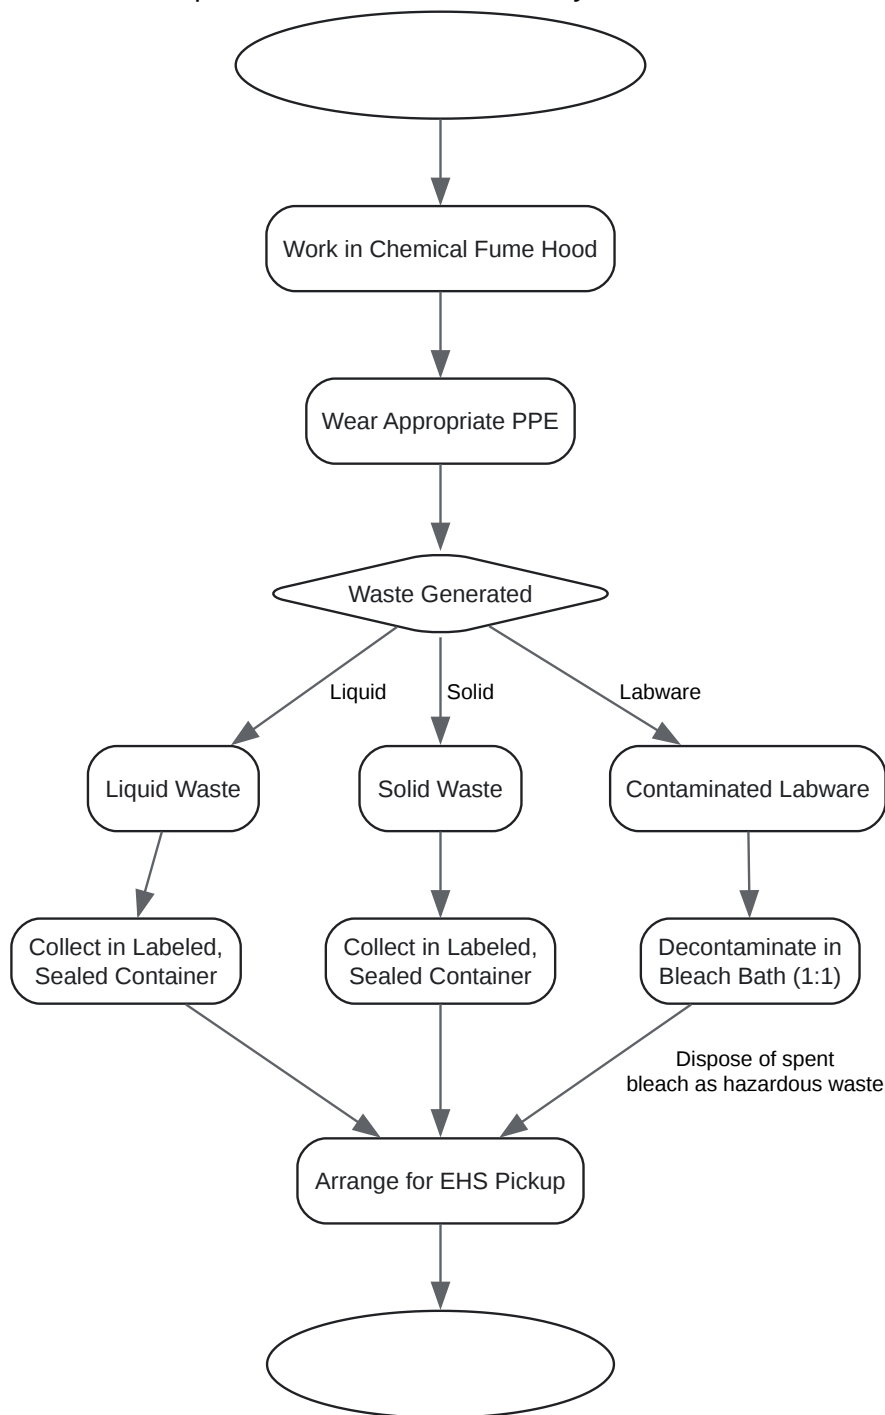 Work in Chemical Fume Hood
Wear Appropriate PPE
Waste Generated
Liquid
Solid
Labware
Liquid Waste
Solid Waste
Contaminated Labware
Collect in Labeled,
Sealed Container
Collect in Labeled,
Sealed Container
Decontaminate in
Bleach Bath (1:1)
Dispose of spent
bleach as hazardous waste
Arrange for EHS Pickup